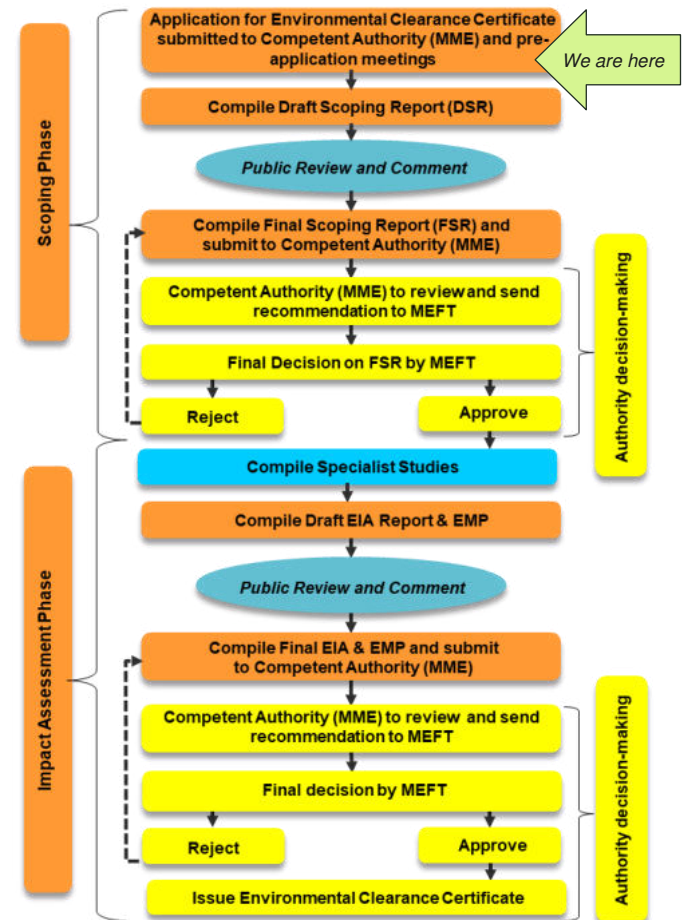 Application for Environmental Clearance Certificate
submitted to Competent Authority (MME) and pre-
application meetings
We are here
Compile Draft Scoping Report (DSR)
Public Review and Comment
Scoping Phase
Compile Final Scoping Report (FSR) and
submit to Competent Authority (MME)
Competent Authority (MME) to review and send
recommendation to MEFT
Final Decision on FSR by MEFT
Reject
Approve
Authority decision-making
Compile Specialist Studies
Compile Draft EIA Report & EMP
Public Review and Comment
Impact Assessment Phase
Compile Final EIA & EMP and submit
to Competent Authority (MME)
Competent Authority (MME) to review and send
recommendation to MEFT
Final decision by MEFT
Reject
Approve
Issue Environmental Clearance Certificate
Authority decision-making